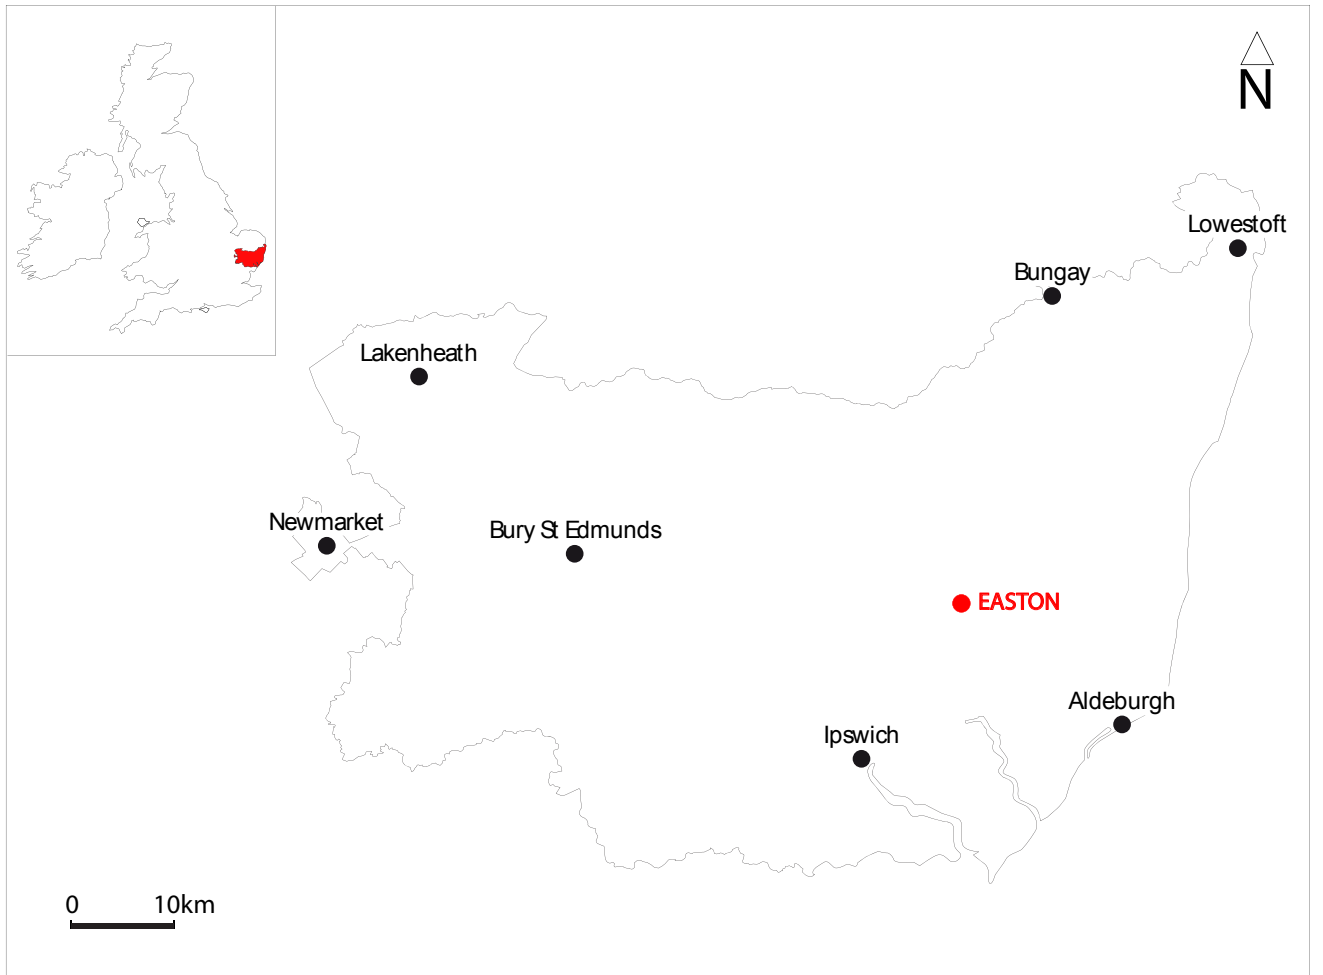 N
Lowestoft
Bungay
Lakenheath
Newmarket
Bury St Edmunds
EASTON
Aldeburgh
Ipswich
0 10km